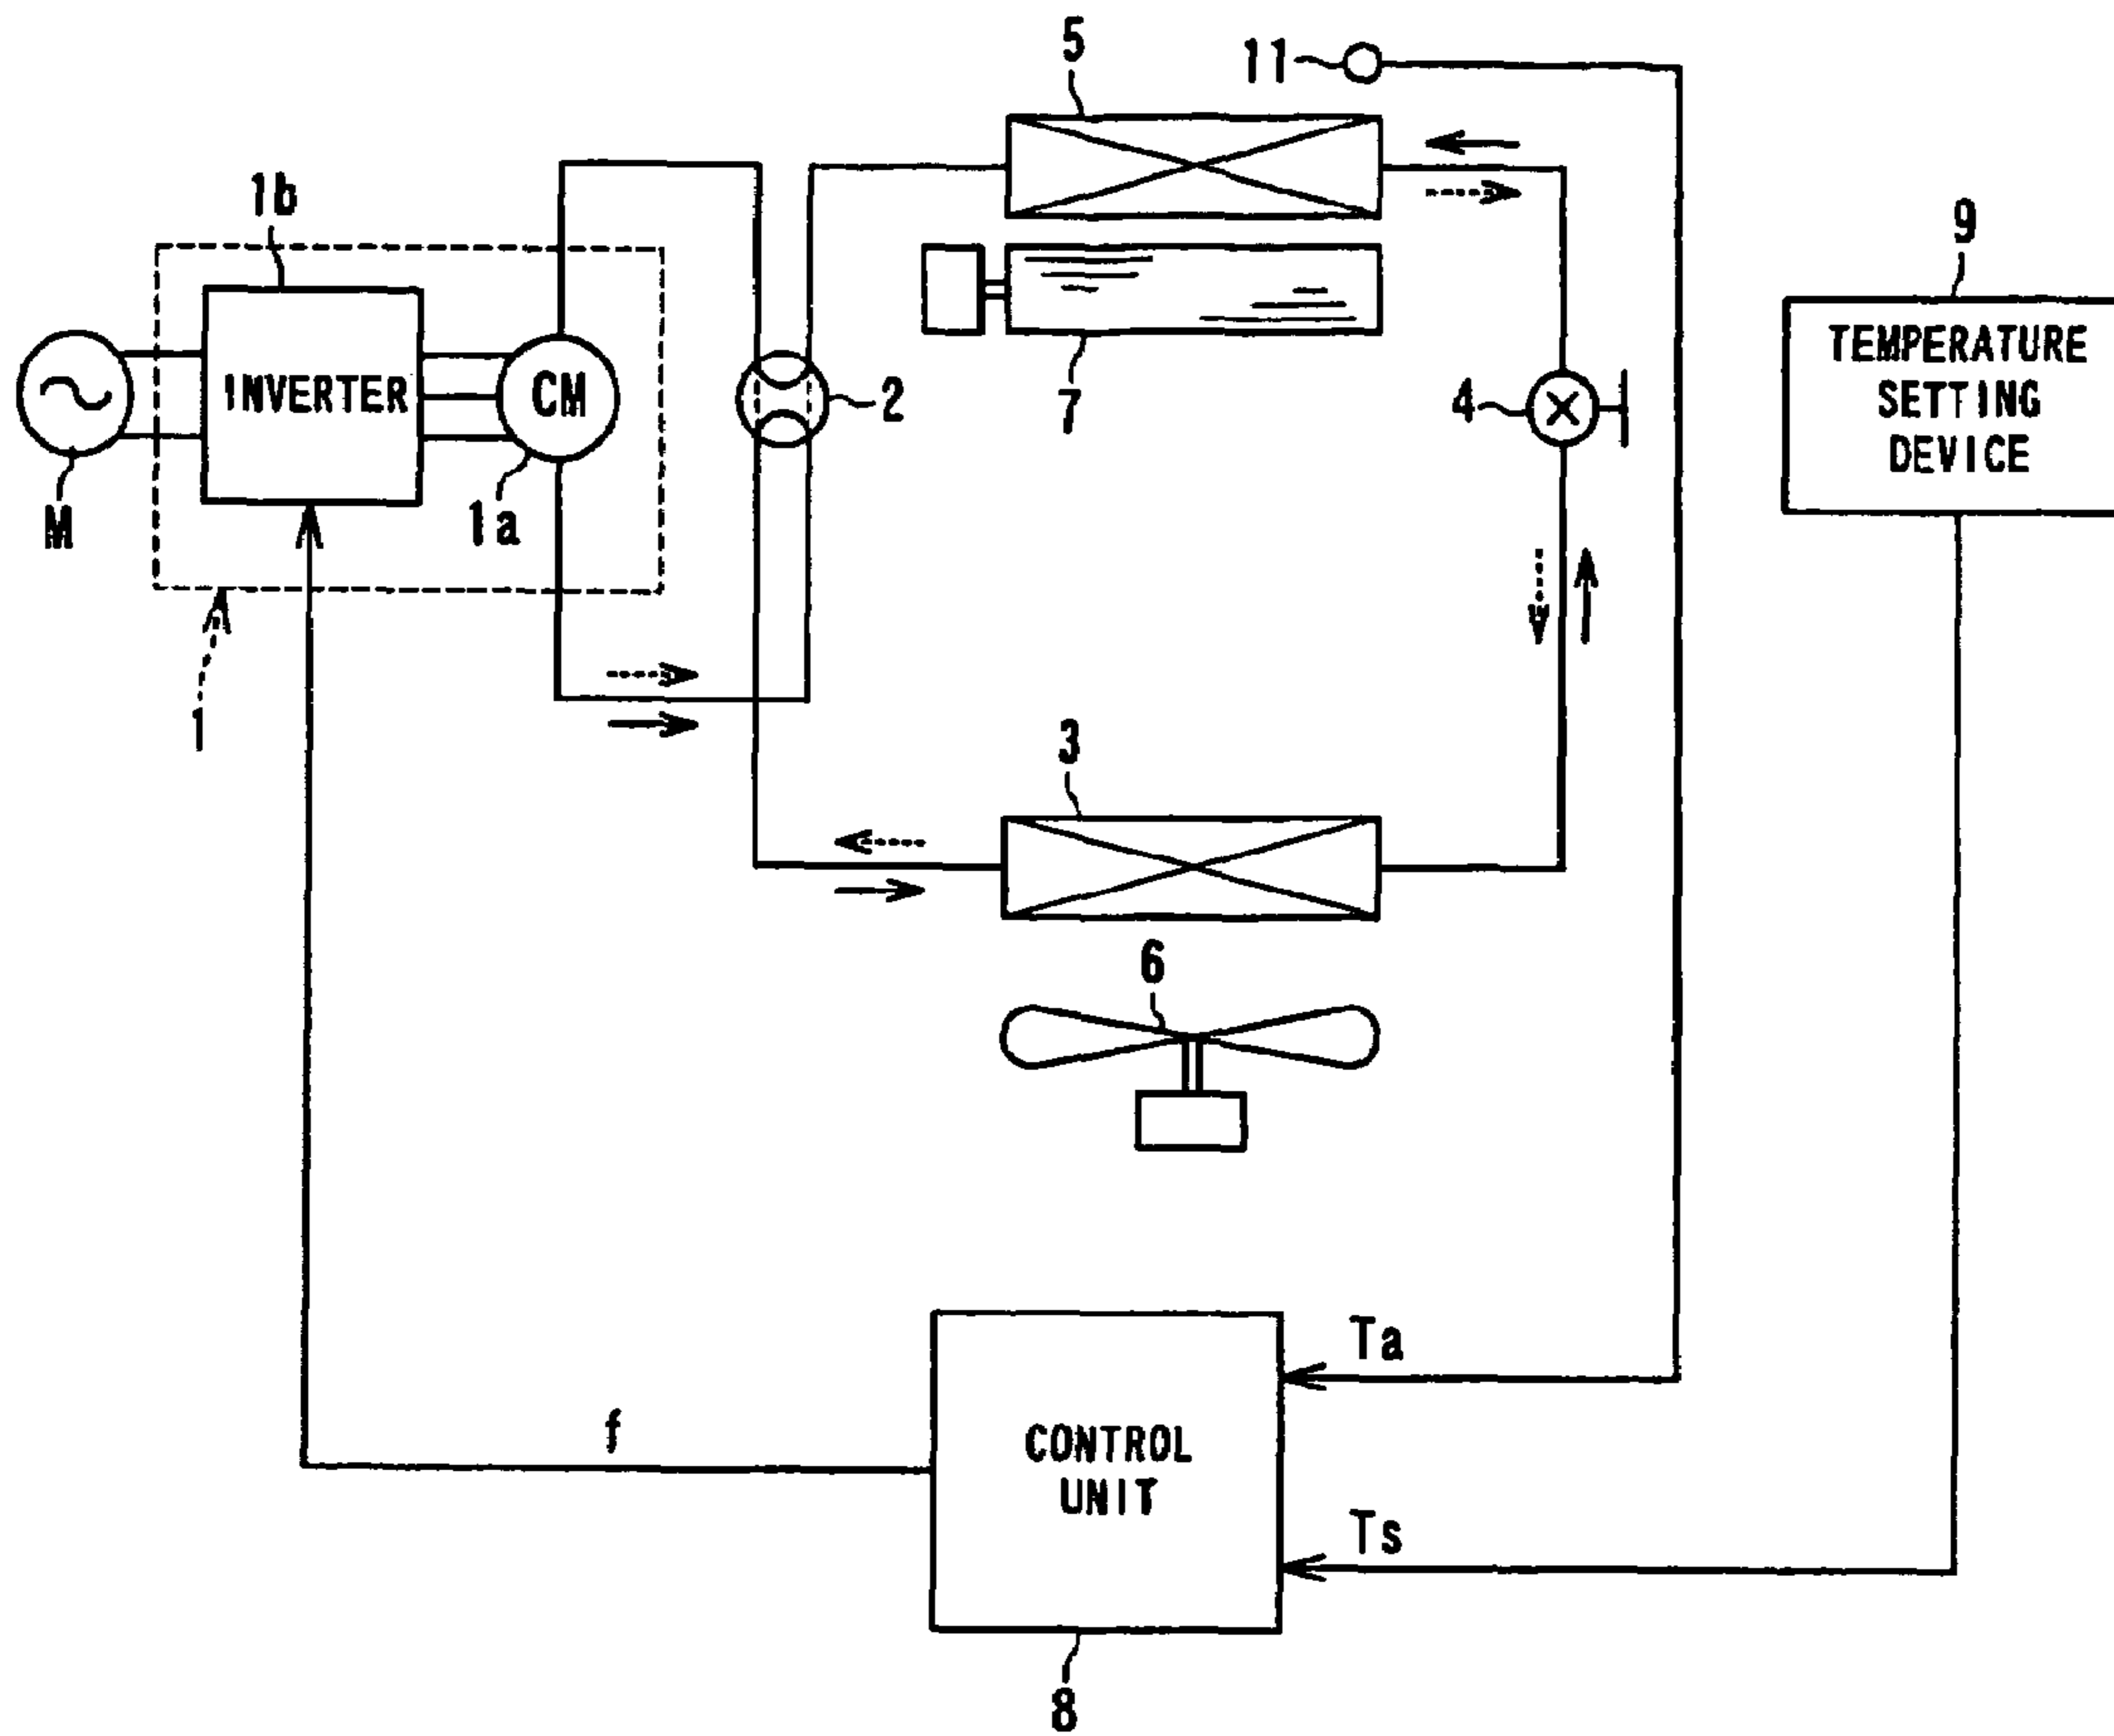 5
11
1b
9
INVERTER
CM
2
7
4
TEMPERATURE
SETTING
DEVICE
M
1a
1
3
6
Ta
f
CONTROL
UNIT
Ts
8